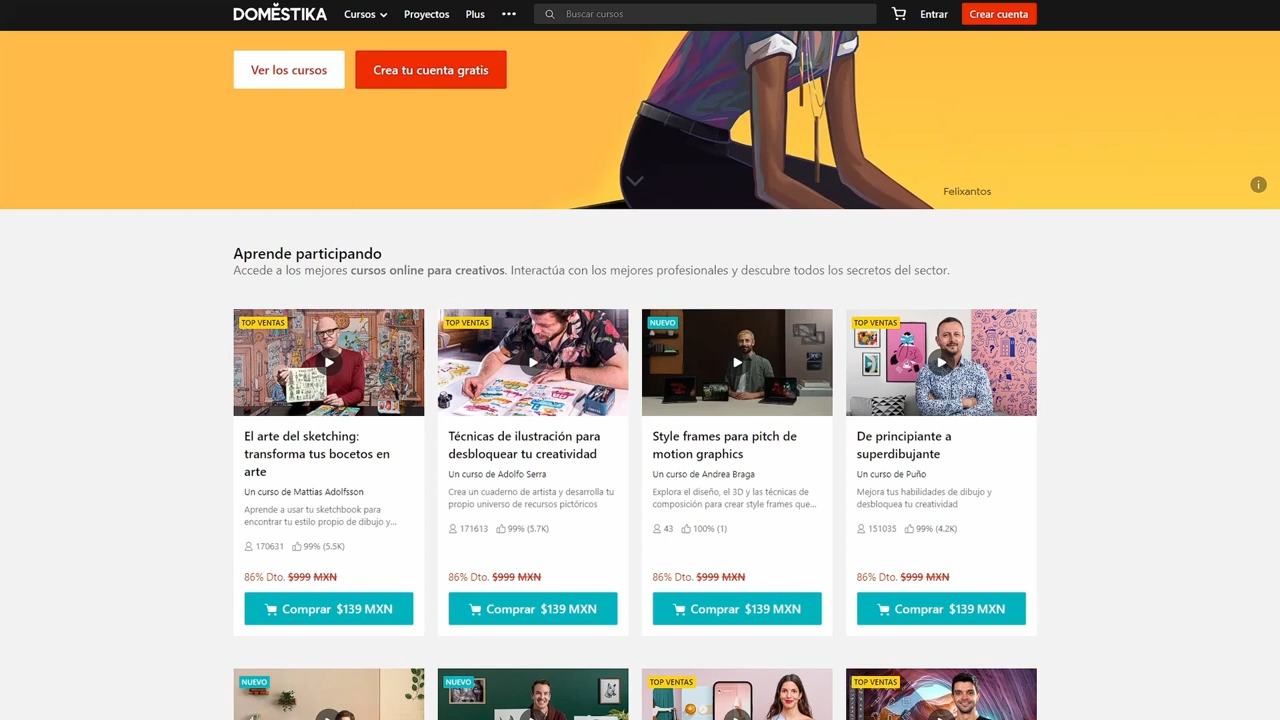 DOMESTIKA
Cursos
Proyectos
Plus
Buscar cursos
Entrar
Crear cuenta
Ver los cursos
Crea tu cuenta gratis
Felixantos
i
Aprende participando
Accede a los mejores cursos online para creativos. Interactúa con los mejores profesionales y descubre todos los secretos del sector.
TOP VENTAS
El arte del sketching:
transforma tus bocetos en
arte
Un curso de Mattias Adolfsson
Aprende a usar tu sketchbook para
encontrar tu estilo propio de dibujo y...
170631 99% (5.5K)
86% Dto. $999 MXN
Comprar $139 MXN
TOP VENTAS
Técnicas de ilustración para
desbloquear tu creatividad
Un curso de Adolfo Serra
Crea un cuaderno de artista y desarrolla tu
propio universo de recursos pictóricos
171613 99% (5.7K)
86% Dto. $999 MXN
Comprar $139 MXN
NUEVO
Style frames para pitch de
motion graphics
Un curso de Andrea Braga
Explora el diseño, el 3D y las técnicas de
composición para crear style frames que...
43 100% (1)
86% Dto. $999 MXN
Comprar $139 MXN
TOP VENTAS
De principiante a
superdibujante
Un curso de Puño
Mejora tus habilidades de dibujo y
desbloquea tu creatividad
151035 99% (4.2K)
86% Dto. $999 MXN
Comprar $139 MXN
NUEVO
NUEVO
TOP VENTAS
TOP VENTAS